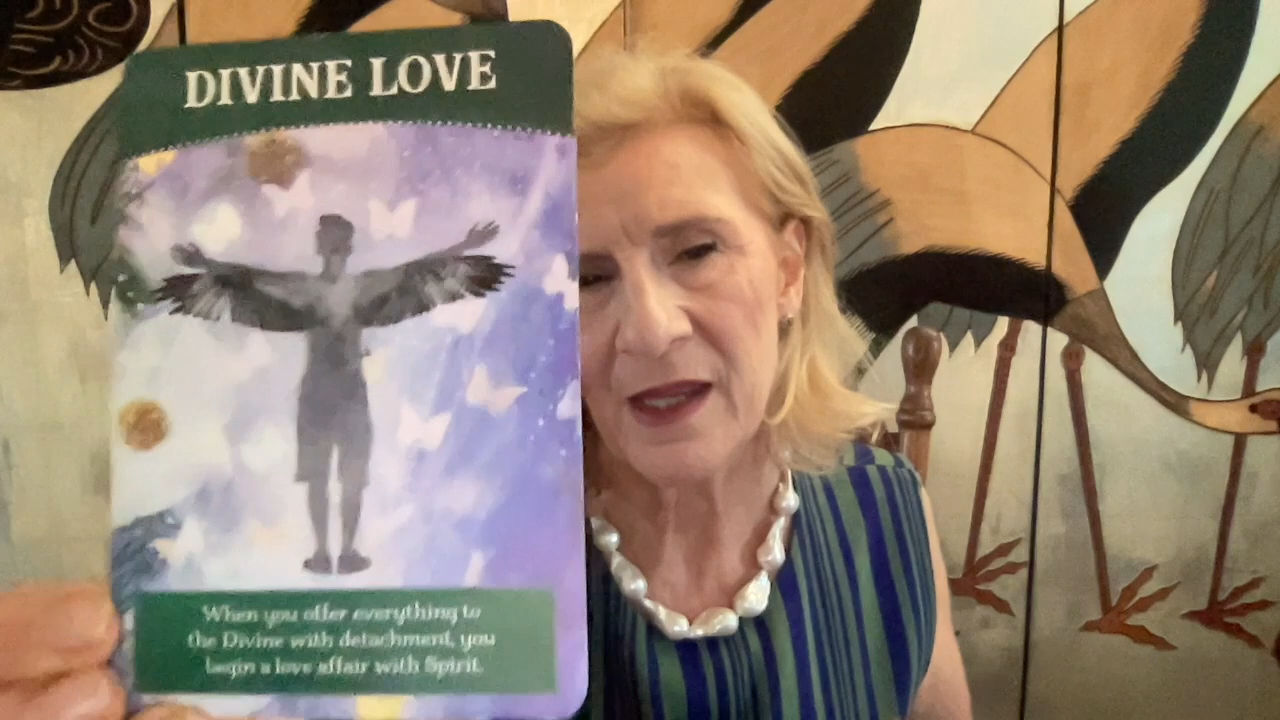 DIVINE LOVE
When you offer everything to
the Divine with detachment, you
begin a love affair with Spirit.